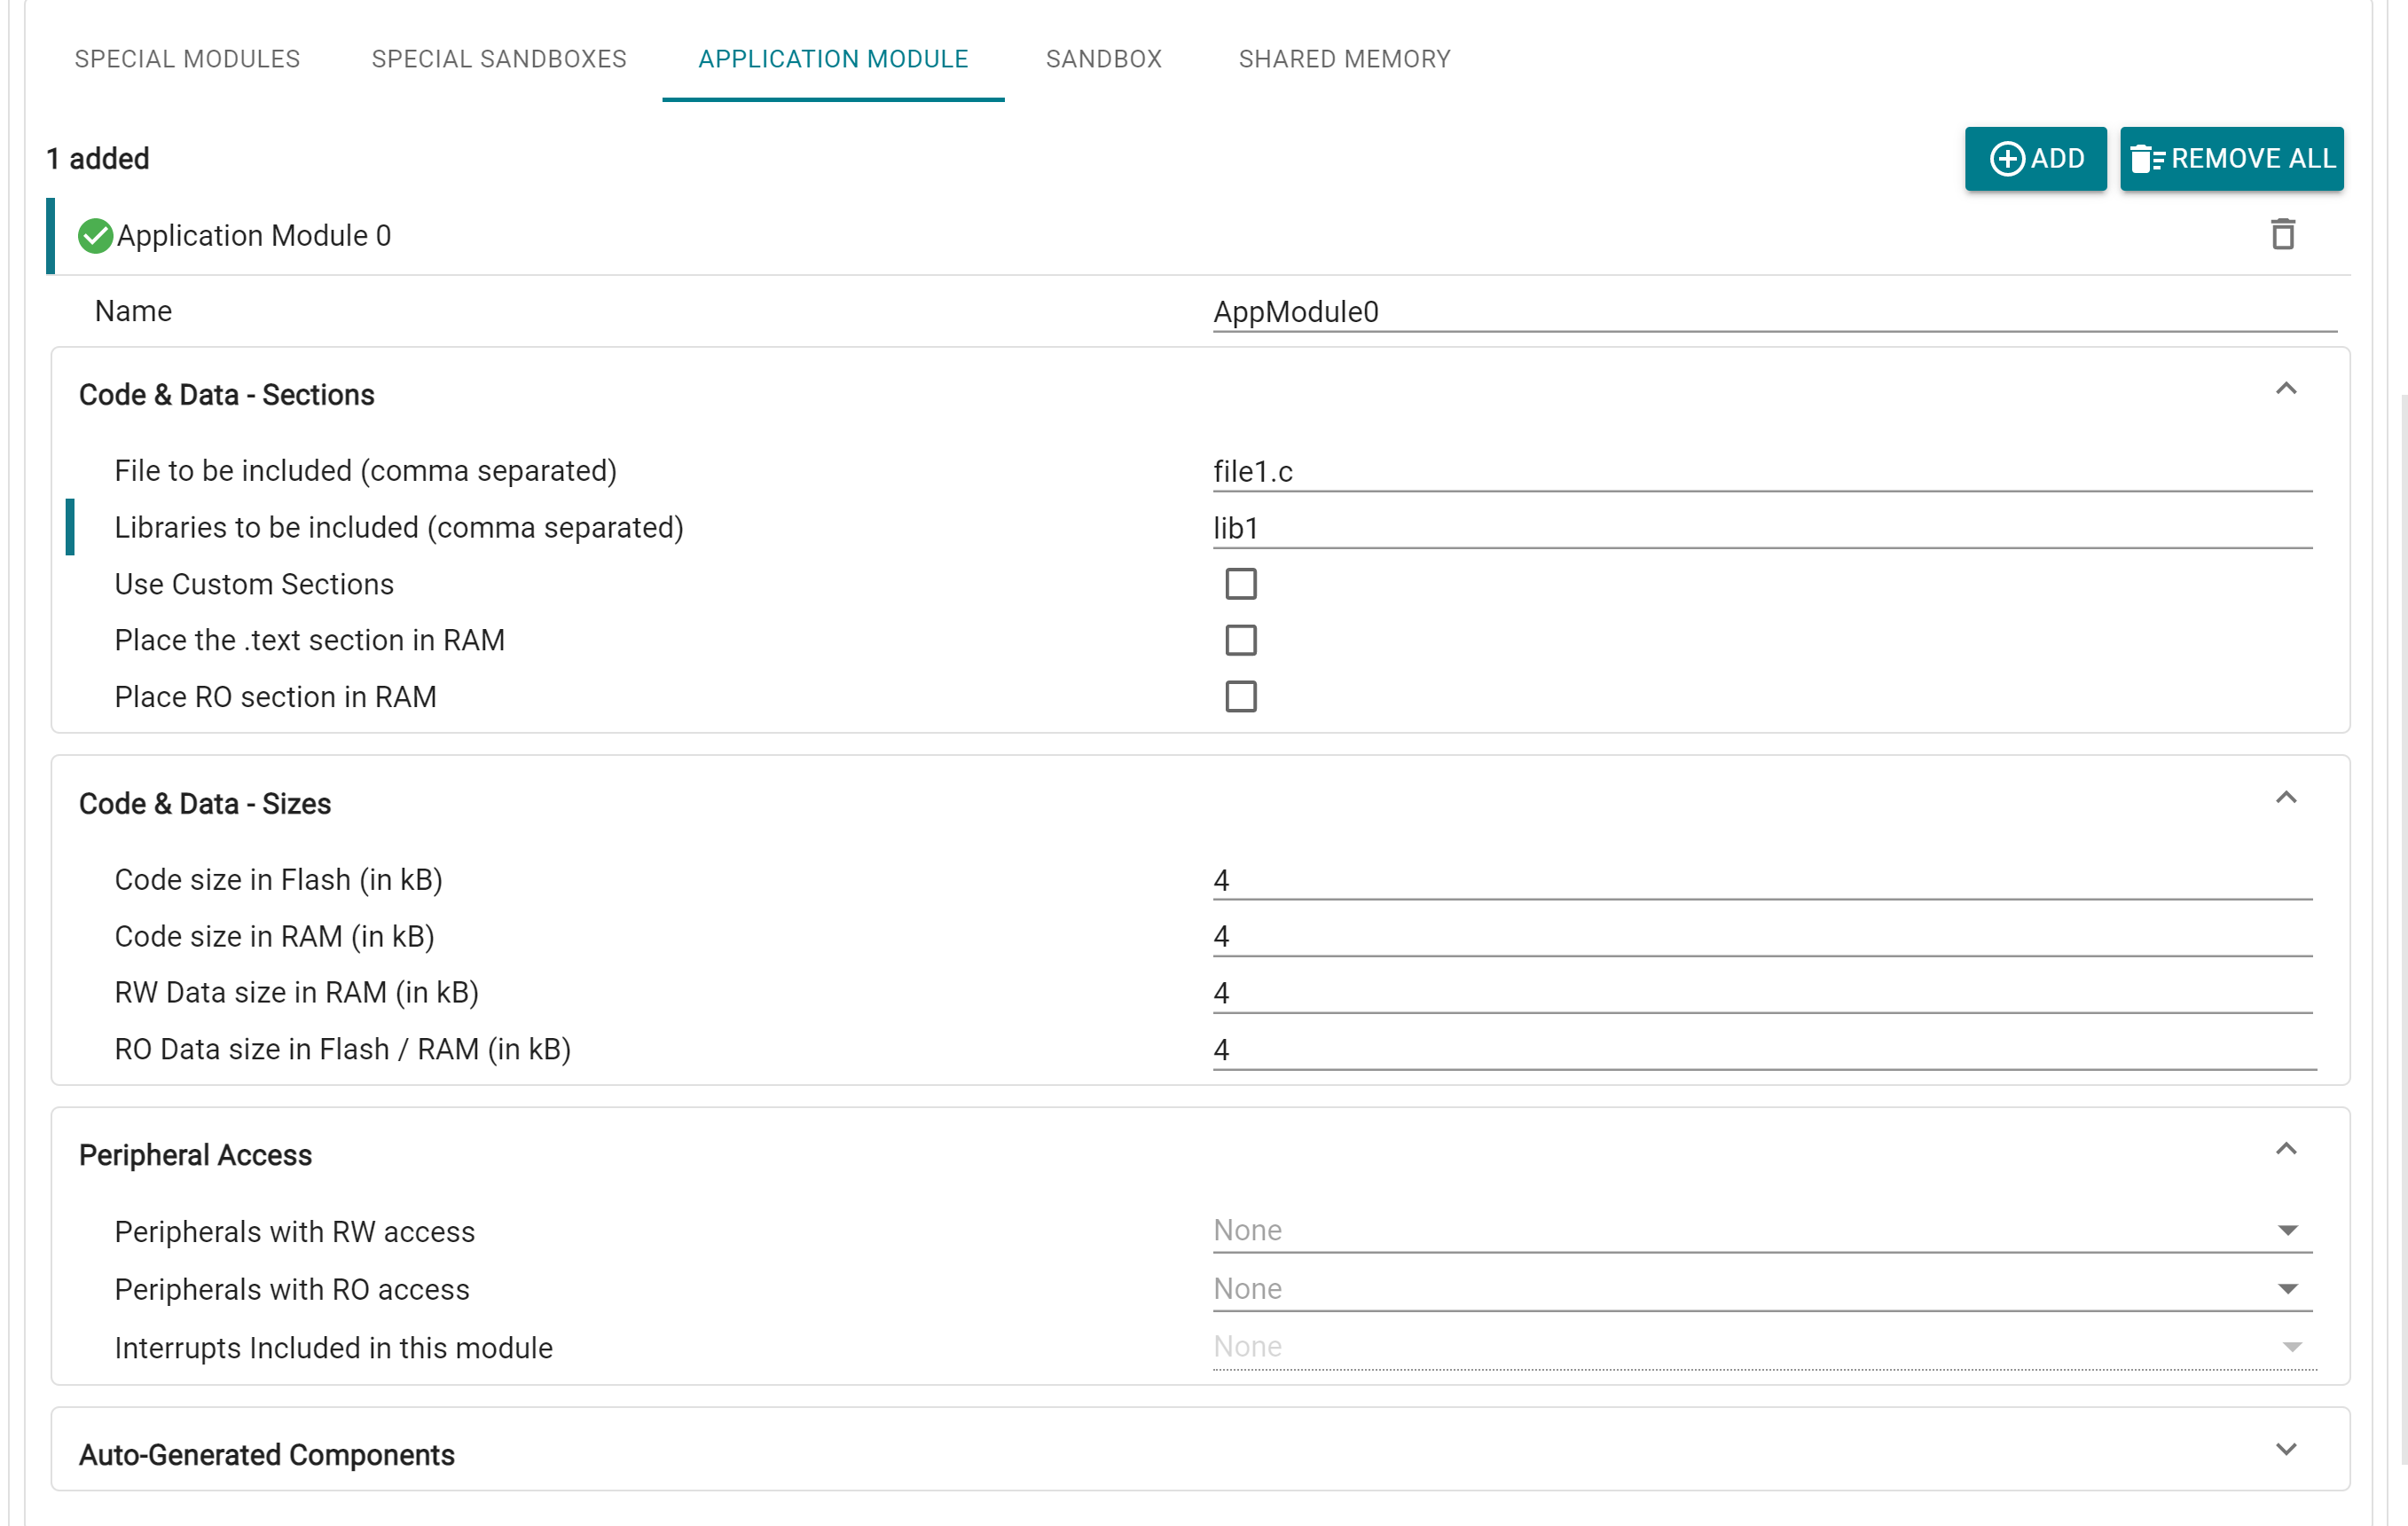 SPECIAL MODULES SPECIAL SANDBOXES APPLICATION MODULE SANDBOX SHARED MEMORY
1 added ADD REMOVE ALL
Application Module 0
Name AppModule0
Code & Data - Sections
File to be included (comma separated) file1.c
Libraries to be included (comma separated) lib1
Use Custom Sections
Place the .text section in RAM
Place RO section in RAM
Code & Data - Sizes
Code size in Flash (in kB) 4
Code size in RAM (in kB) 4
RW Data size in RAM (in kB) 4
RO Data size in Flash / RAM (in kB) 4
Peripheral Access
Peripherals with RW access None
Peripherals with RO access None
Interrupts Included in this module None
Auto-Generated Components